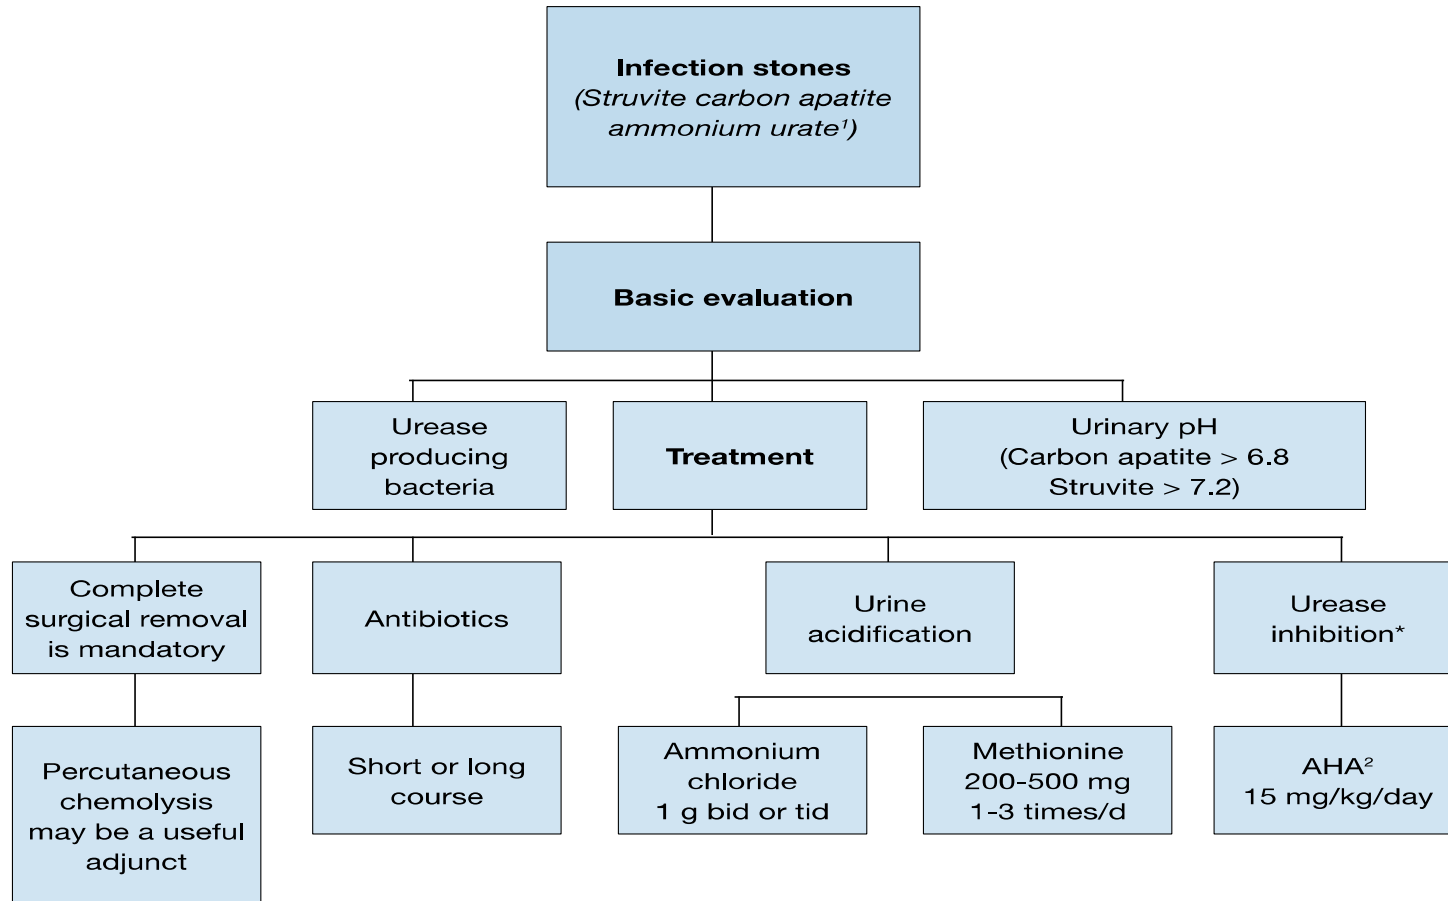 Infection stones
(Struvite carbon apatite
ammonium urate¹)
Basic evaluation
Urease
producing
bacteria
Treatment
Urinary pH
(Carbon apatite > 6.8
Struvite > 7.2)
Complete
surgical removal
is mandatory
Antibiotics
Urine
acidification
Urease
inhibition*
Percutaneous
chemolysis
may be a useful
adjunct
Short or long
course
Ammonium
chloride
1 g bid or tid
Methionine
200-500 mg
1-3 times/d
AHA²
15 mg/kg/day